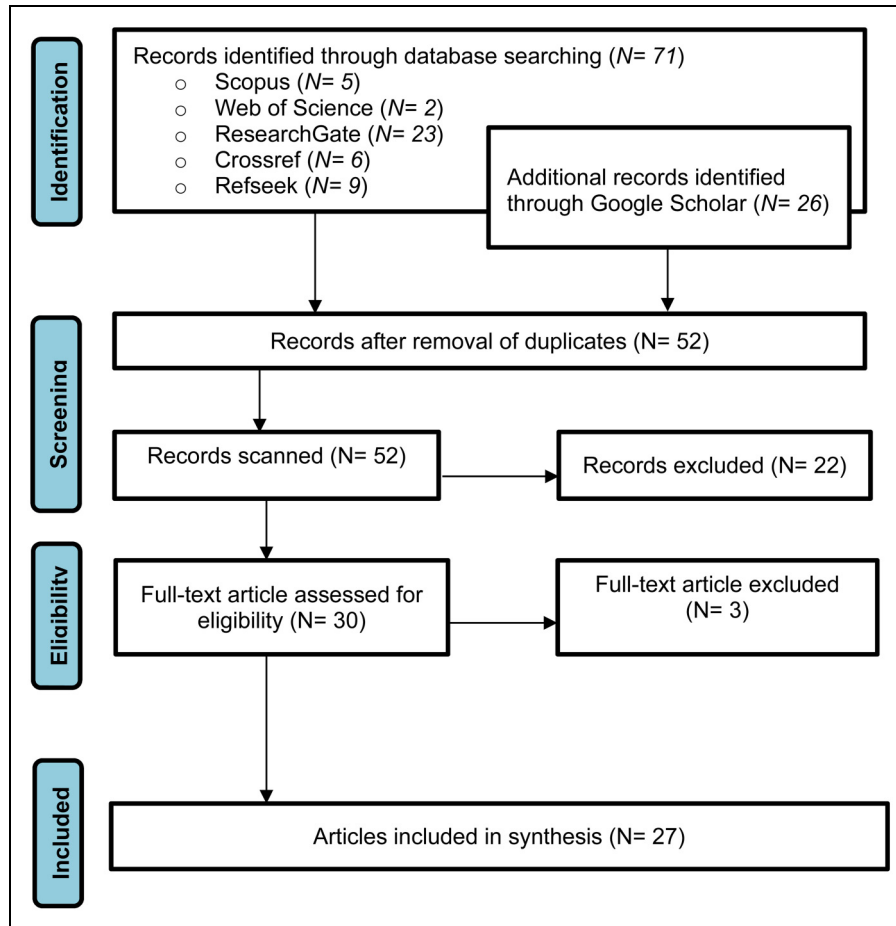 Identification
Records identified through database searching (N= 71)
o Scopus (N= 5)
o Web of Science (N= 2)
o ResearchGate (N= 23)
o Crossref (N= 6)
o Refseek (N= 9)
Additional records identified
through Google Scholar (N= 26)
Screening
Records after removal of duplicates (N= 52)
Records scanned (N= 52)
Records excluded (N= 22)
Eligibility
Full-text article assessed for
eligibility (N= 30)
Full-text article excluded
(N= 3)
Included
Articles included in synthesis (N= 27)